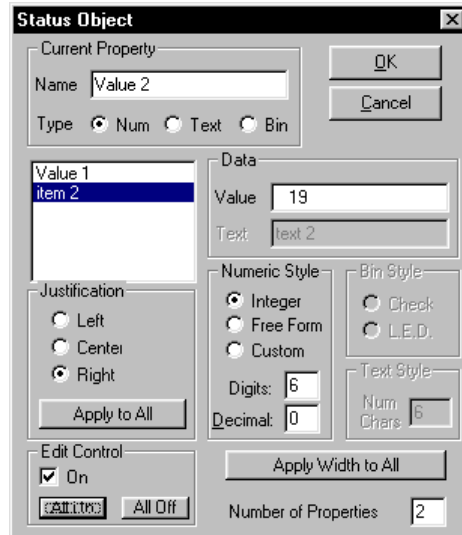 Status Object
Current Property
Name Value 2
Type Num Text Bin
OK
Cancel
Value 1
item 2
Data
Value 19
Text text 2
Justification
Left
Center
Right
Apply to All
Numeric Style
Integer
Free Form
Custom
Digits: 6
Decimal: 0
Bin Style
Check
L.E.D.
Text Style
Num
Chars 6
Edit Control
On
All Off
Apply Width to All
Number of Properties 2